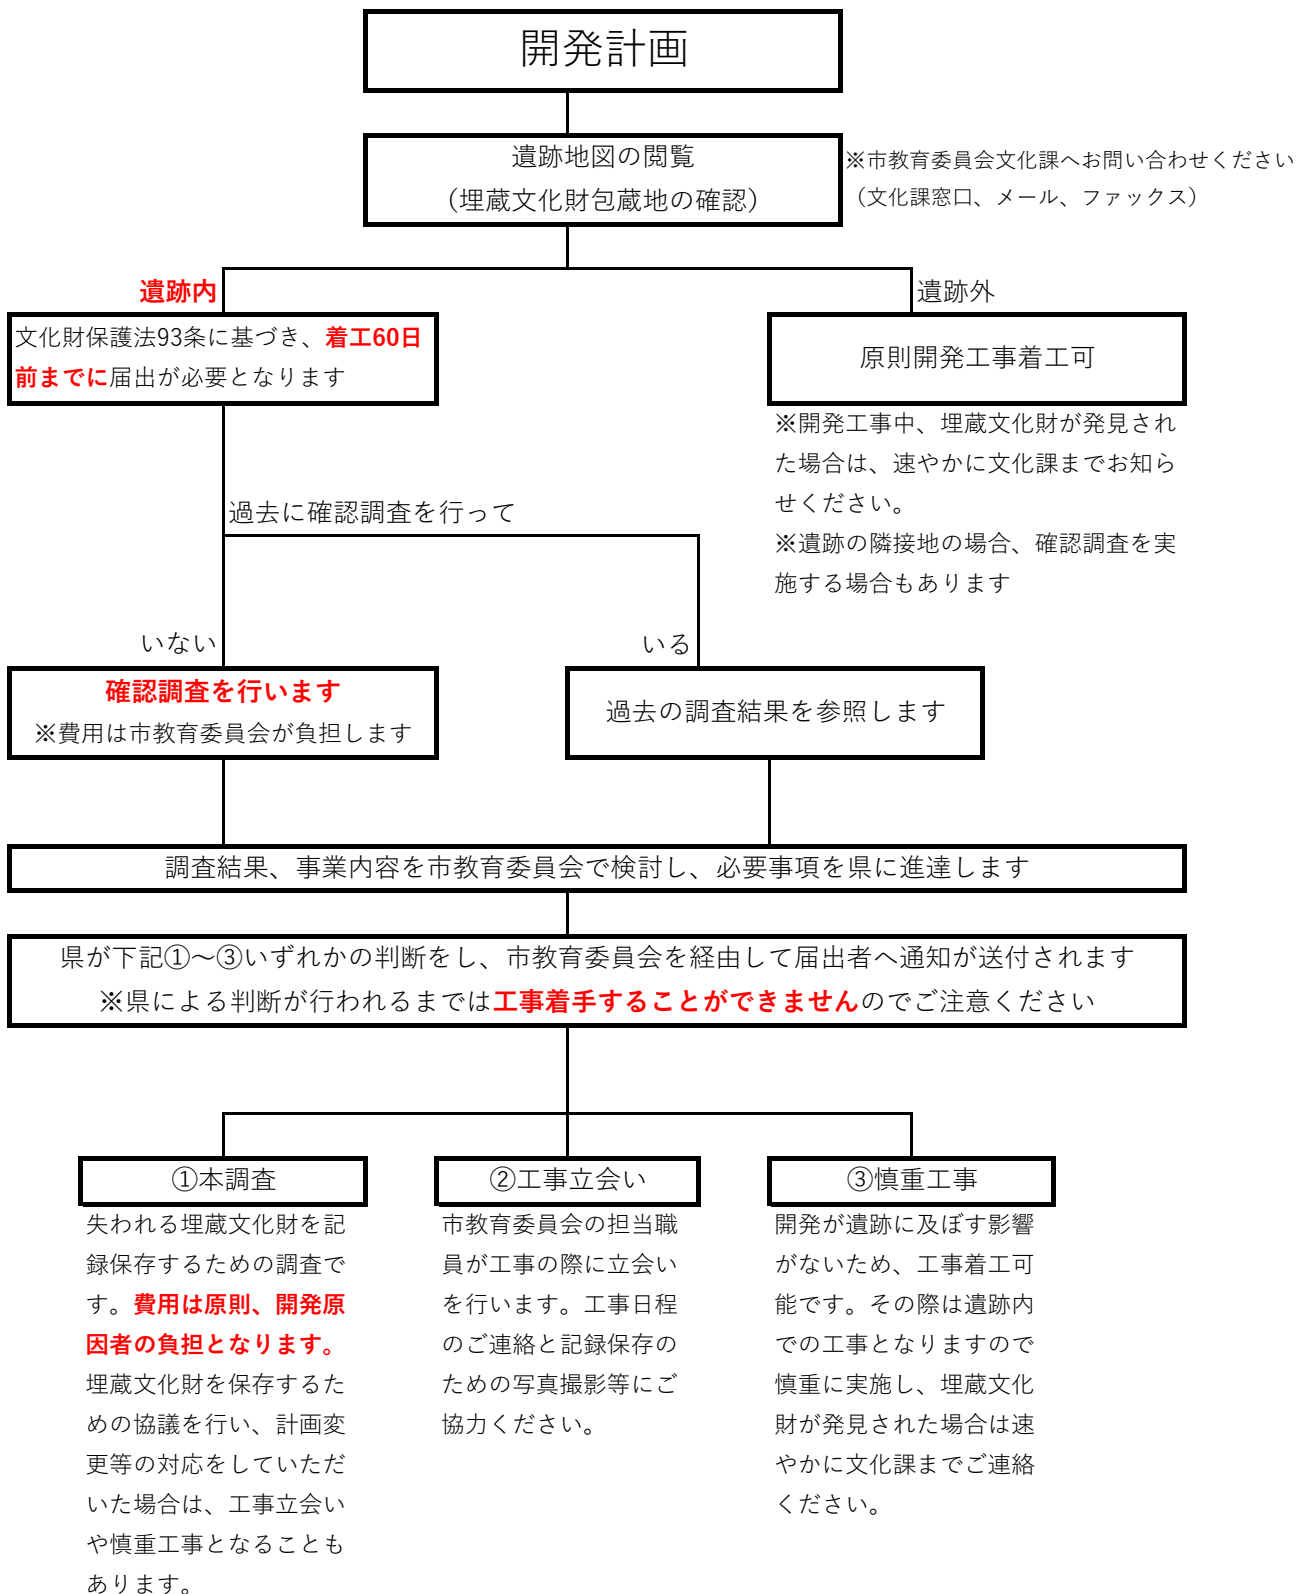 開発計画
遺跡地図の閲覧
（埋蔵文化財包蔵地の確認）
※市教育委員会文化課へお問い合わせください
（文化課窓口、メール、ファックス）
遺跡内
遺跡外
文化財保護法93条に基づき、着工60日
前までに届出が必要となります
原則開発工事着工可
※開発工事中、埋蔵文化財が発見され
た場合は、速やかに文化課までお知ら
せください。
※遺跡の隣接地の場合、確認調査を実
施する場合もあります
過去に確認調査を行って
いない
いる
確認調査を行います
※費用は市教育委員会が負担します
過去の調査結果を参照します
調査結果、事業内容を市教育委員会で検討し、必要事項を県に進達します
県が下記①～③いずれかの判断をし、市教育委員会を経由して届出者へ通知が送付されます
※県による判断が行われるまでは工事着手することができませんのでご注意ください
①本調査
失われる埋蔵文化財を記
録保存するための調査で
す。費用は原則、開発原
因者の負担となります。
埋蔵文化財を保存するた
めの協議を行い、計画変
更等の対応をしていただ
いた場合は、工事立会い
や慎重工事となることも
あります。
②工事立会い
市教育委員会の担当職
員が工事の際に立会い
を行います。工事日程
のご連絡と記録保存の
ための写真撮影等にご
協力ください。
③慎重工事
開発が遺跡に及ぼす影響
がないため、工事着工可
能です。その際は遺跡内
での工事となりますので
慎重に実施し、埋蔵文化
財が発見された場合は速
やかに文化課までご連絡
ください。